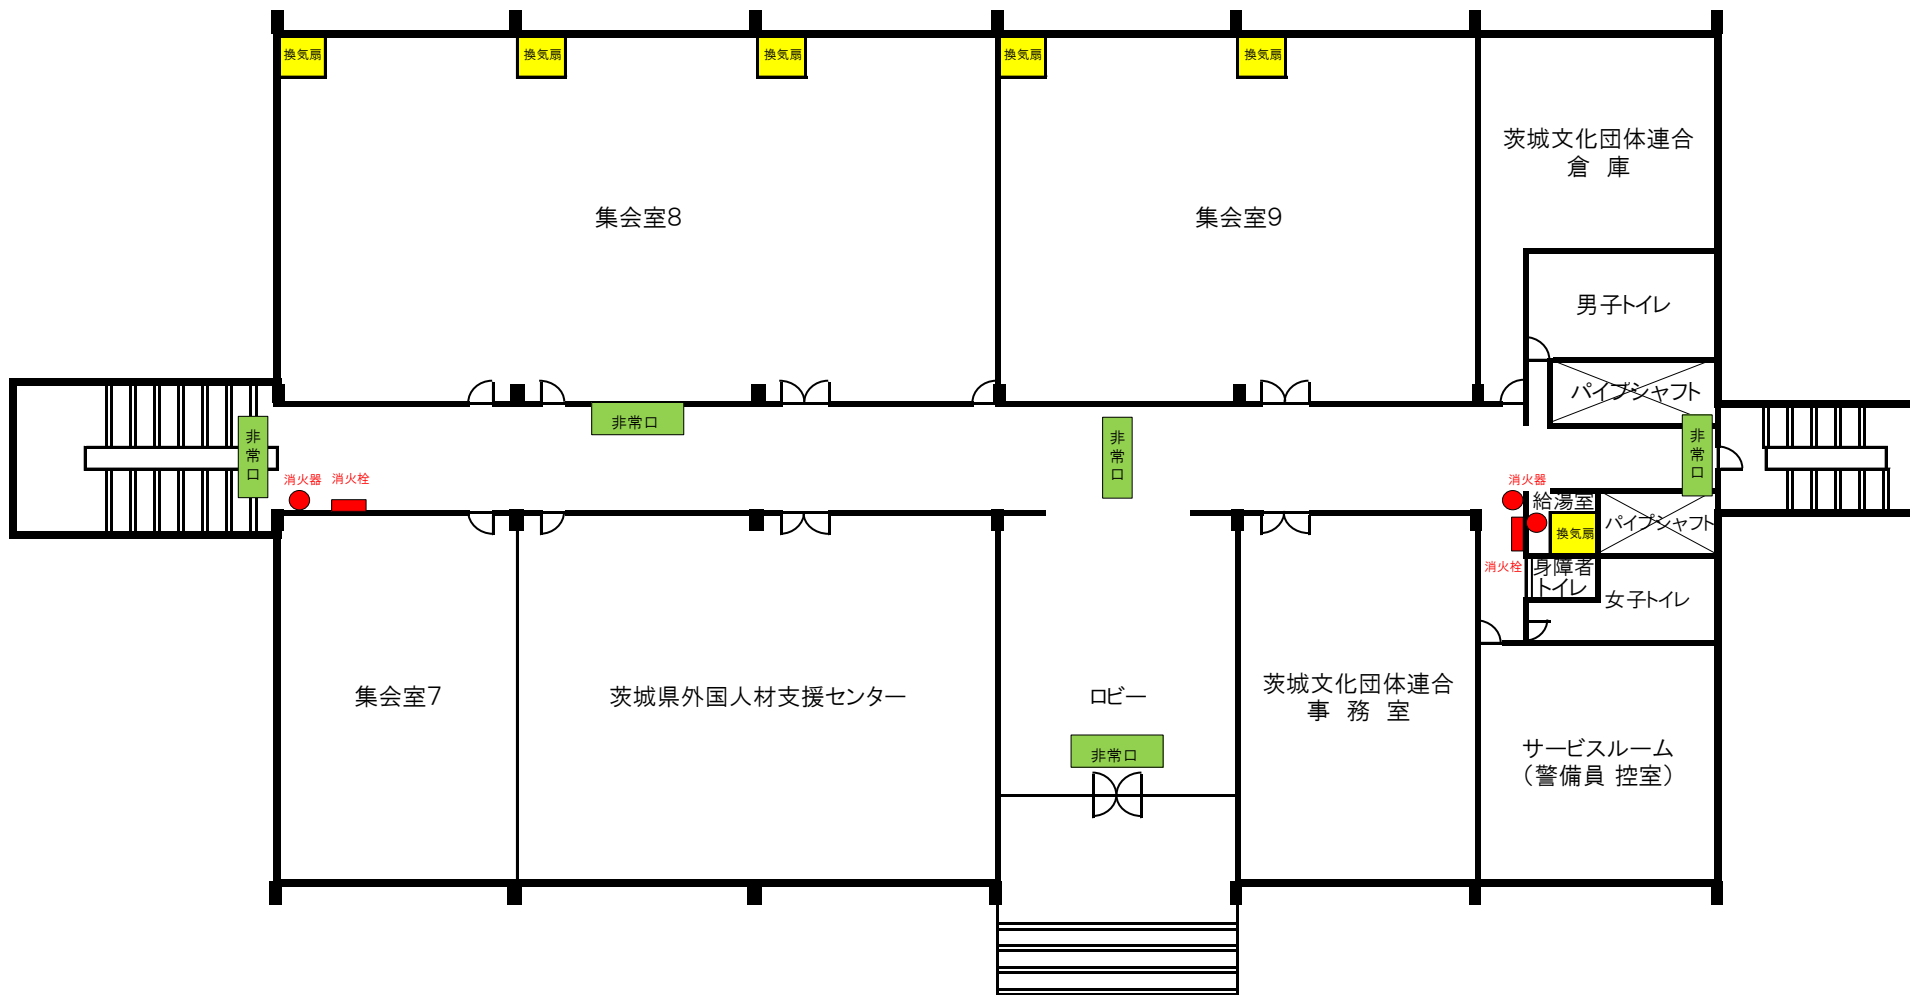 換気扇
換気扇
換気扇
換気扇
換気扇
茨城文化団体連合
倉 庫
集会室8
集会室9
男子トイレ
パイプシャフト
非常口
非常口
非常口
非常口
消火器
消火栓
消火器
給湯室
換気扇
パイプシャフト
消火栓
身障者
トイレ
女子トイレ
集会室7
茨城県外国人材支援センター
ロビー
茨城文化団体連合
事 務 室
非常口
サービスルーム
（警備員 控室）